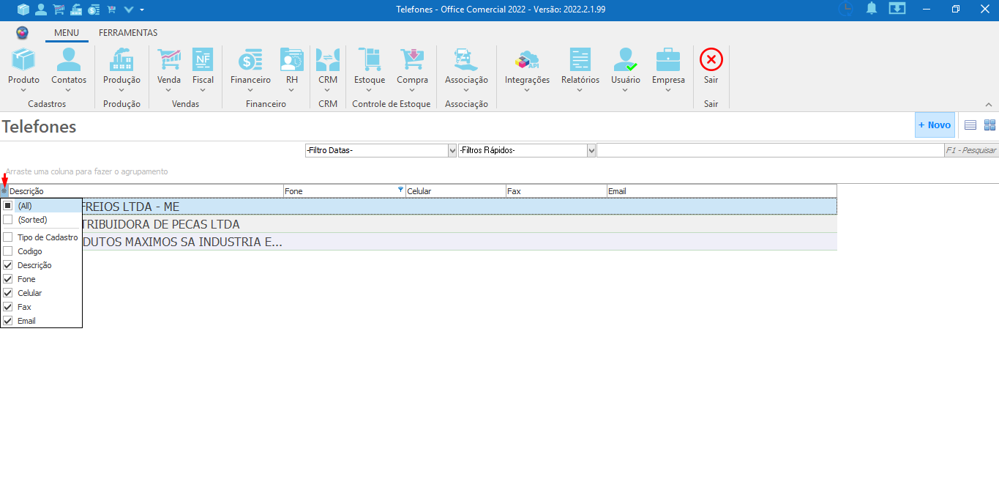 Telefones - Office Comercial 2022 - Versão: 2022.2.1.99
MENU FERRAMENTAS
Produto Contatos Produção Venda Fiscal Financeiro RH CRM Estoque Compra Associação Integrações Relatórios Usuário Empresa Sair
Cadastros Produção Vendas Financeiro CRM Controle de Estoque Associação Sair
Telefones
+ Novo
-Filtro Datas- -Filtros Rápidos- F1 - Pesquisar
Arraste uma coluna para fazer o agrupamento
Descrição Fone Celular Fax Email
(All) FREIOS LTDA - ME
(Sorted) TRIBUIDORA DE PECAS LTDA
Tipo de Cadastro DUTOS MAXIMOS SA INDUSTRIA E...
Codigo
Descrição
Fone
Celular
Fax
Email